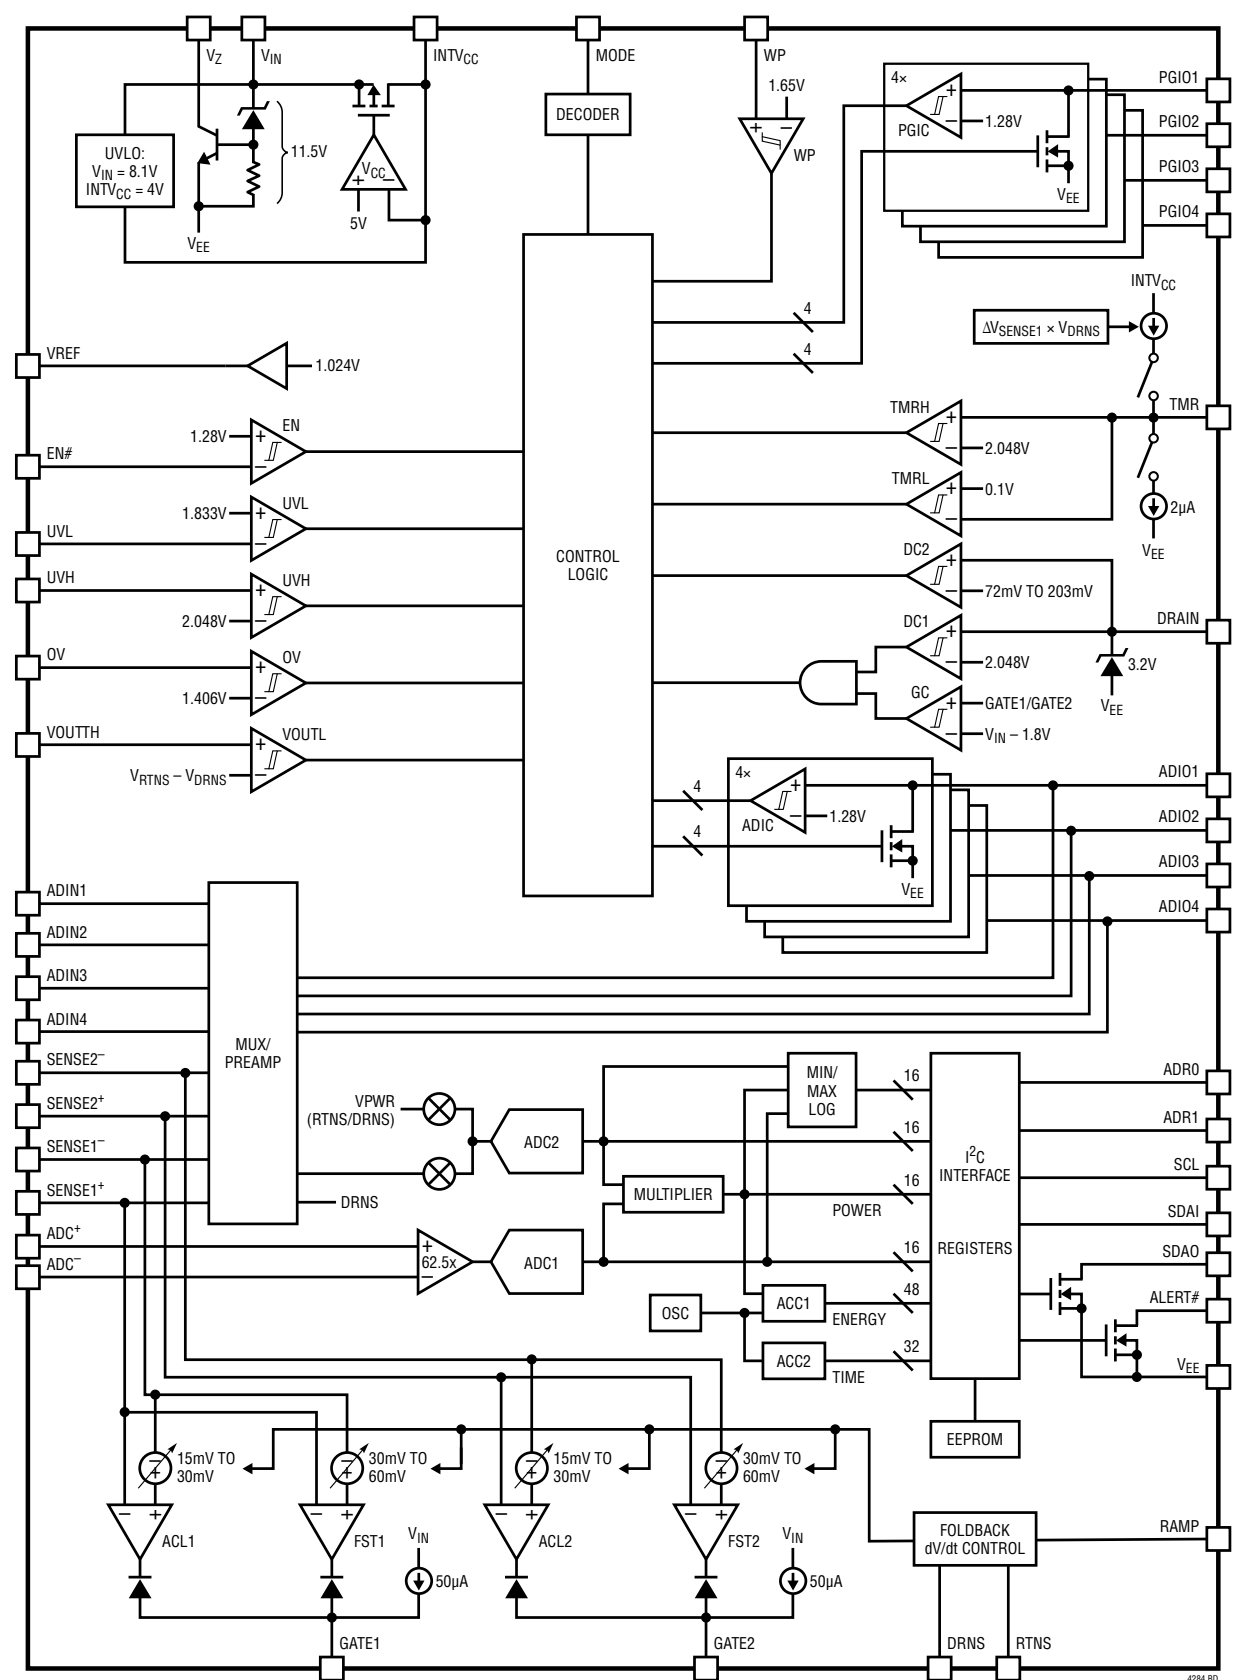 VZ
VIN
INTVCC
MODE
WP
4×
PGIO1
PGIO2
PGIO3
PGIO4
1.65V
DECODER
+
−
WP
PGIC
+
−
1.28V
VEE
UVLO:
VIN = 8.1V
INTVCC = 4V
11.5V
VCC
+
−
5V
VEE
INTVCC
ΔVSENSE1 × VDRNS
4
4
VREF
1.024V
TMR
TMRH
+
−
2.048V
EN
1.28V
+
−
EN#
TMRL
+
−
0.1V
2µA
VEE
UVL
1.833V
+
−
UVL
CONTROL
LOGIC
DC2
+
−
72mV TO 203mV
UVH
UVH
+
−
2.048V
DC1
+
−
2.048V
DRAIN
3.2V
VEE
OV
OV
+
−
1.406V
GC
+
−
GATE1/GATE2
VIN – 1.8V
VOUTTH
VOUTL
+
−
VRTNS – VDRNS
4×
4
4
ADIC
+
−
1.28V
VEE
ADIO1
ADIO2
ADIO3
ADIO4
ADIN1
ADIN2
ADIN3
ADIN4
SENSE2–
SENSE2+
SENSE1–
SENSE1+
ADC+
ADC–
MUX/
PREAMP
VPWR
(RTNS/DRNS)
DRNS
ADC2
+
−
62.5x
ADC1
MIN/
MAX
LOG
MULTIPLIER
16
16
16
POWER
16
48
ENERGY
32
TIME
OSC
ACC1
ACC2
I2C
INTERFACE
REGISTERS
EEPROM
ADR0
ADR1
SCL
SDAI
SDAO
ALERT#
VEE
15mV TO
30mV
30mV TO
60mV
15mV TO
30mV
30mV TO
60mV
−
+
−
+
−
+
−
+
−
+
ACL1
−
+
FST1
−
+
ACL2
−
+
FST2
VIN
50µA
VIN
50µA
FOLDBACK
dV/dt CONTROL
RAMP
GATE1
GATE2
DRNS
RTNS
4284 BD